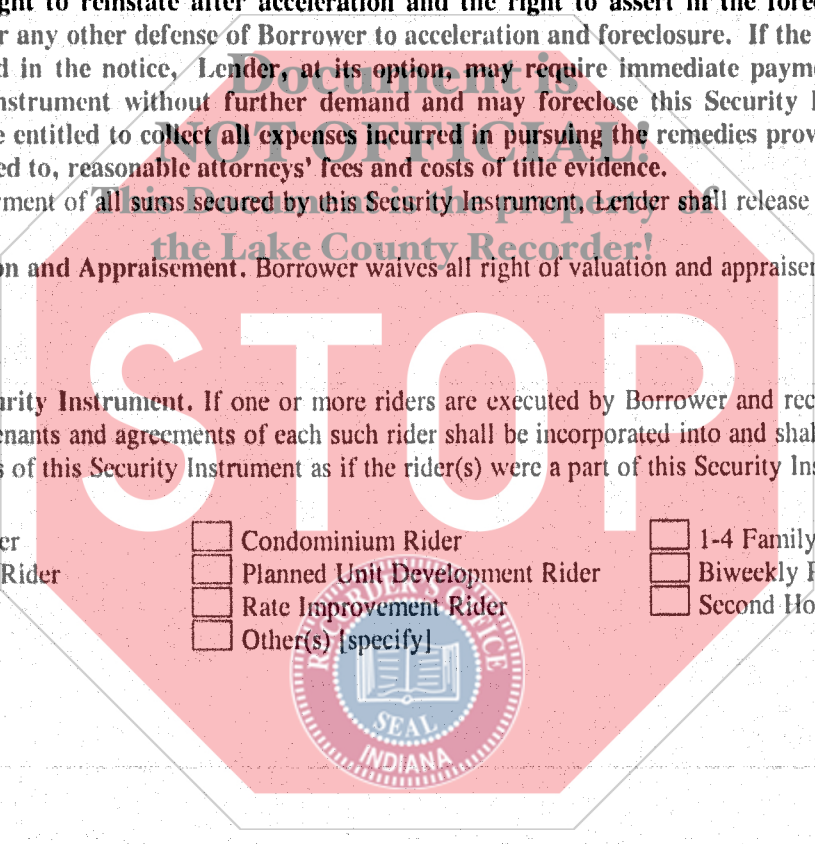 ght to reinstate after acceleration and the right to assert in the forec
r any other defense of Borrower to acceleration and foreclosure. If the
Document is
d in the notice, Lender, at its option, may require immediate payme
nstrument without further demand and may foreclose this Security I
NOT OFFICIAL!
e entitled to collect all expenses incurred in pursuing the remedies prov
ed to, reasonable attorneys' fees and costs of title evidence.
This Document is the property of
yment of all sums secured by this Security Instrument, Lender shall release
the Lake County Recorder!
on and Appraisement. Borrower waives all right of valuation and appraisem
STOP
urity Instrument. If one or more riders are executed by Borrower and rec
enants and agreements of each such rider shall be incorporated into and shal
s of this Security Instrument as if the rider(s) were a part of this Security Ins
er Condominium Rider 1-4 Family
Rider Planned Unit Development Rider Biweekly P
Rate Improvement Rider Second Ho
Other(s) [specify]
RECORDER'S OFFICE
SEAL
INDIANA